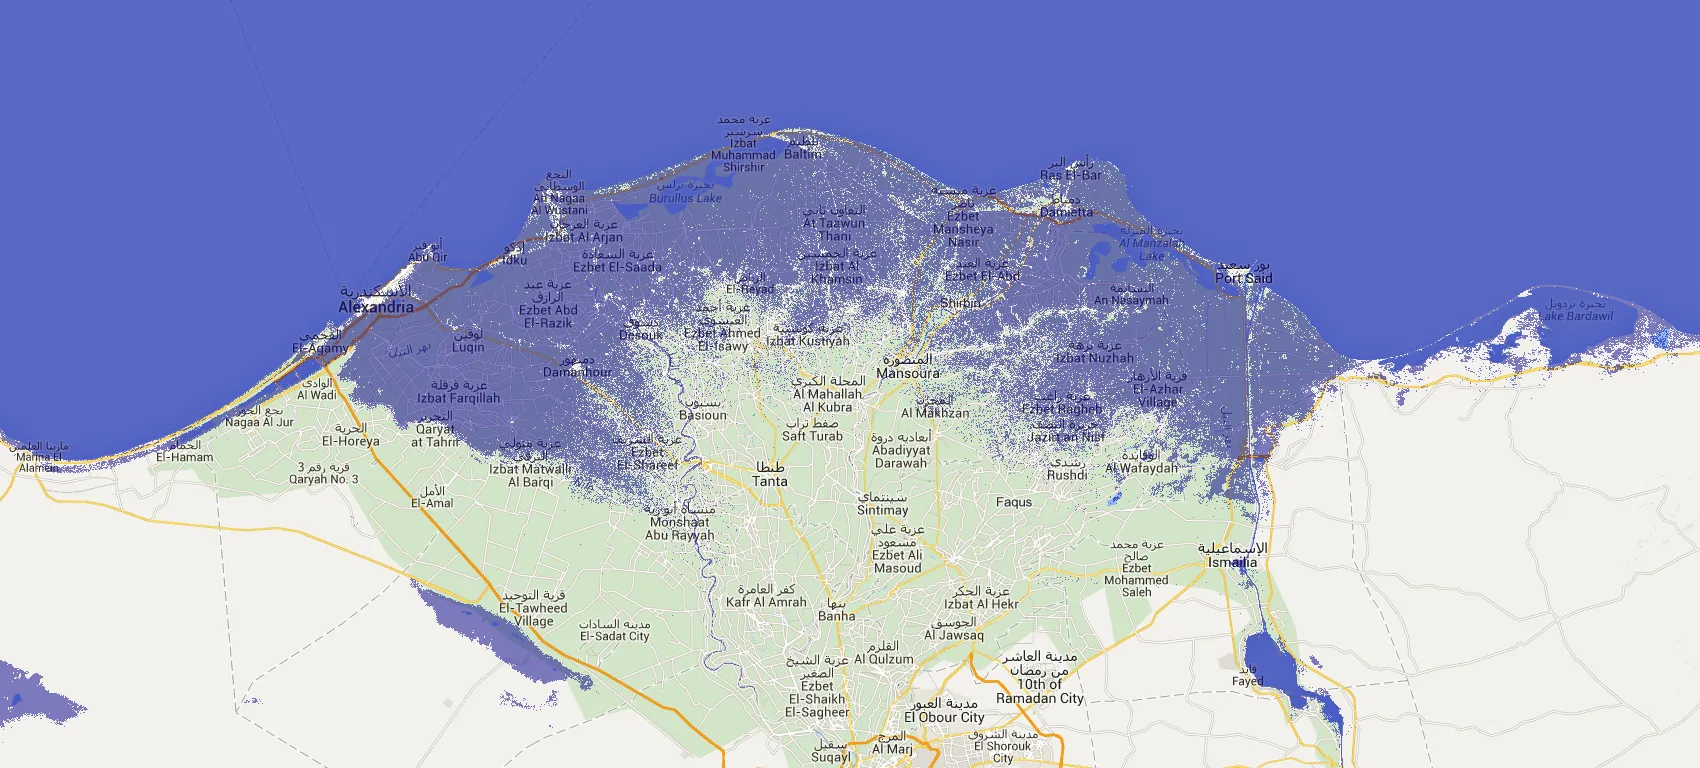 عزبة محمد
شرشير
Izbat
Muhammad
Shirshir
بلطيم
Baltim
رأس البر
Ras El-Bar
النجع
الوسطاني
An Nagaa
Al Wustani
بحيرة برلس
Burullus Lake
عزبة منسية
ناصر
Ezbet
Mansheya
Nasir
دمياط
Damietta
أبو قير
Abu Qir
إدكو
Idku
عزبة العرجان
Izbat Al Arjan
التعاون ثاني
At Taawun
Thani
بحيرة المنزلة
Al Manzalah
Lake
عزبة السعادة
Ezbet El-Saada
عزبة الخمسين
Izbat Al
Khamsin
عزبة العبد
Ezbet El-Abd
بور سعيد
Port Said
الإسكندرية
Alexandria
عزبة عبد
الرازق
Ezbet Abd
El-Razik
الرياض
El-Reyad
Shirbin
النسايمة
An Nasaymah
بحيرة بردويل
Lake Bardawil
العجمي
El-Agamy
لوقين
Luqin
دسوق
Desouk
عزبة أحمد
العيسوي
Ezbet Ahmed
El-Isawy
عزبة كوستية
Izbat Kustiyah
نهر النيل
دمنهور
Damanhour
المنصورة
Mansoura
عزبة نزهة
Izbat Nuzhah
الوادي
Al Wadi
عزبة فرقلة
Izbat Farqillah
بسيون
Basioun
المحلة الكبرى
Al Mahallah
Al Kubra
المخزن
Al Makhzan
عزبة راغب
Ezbet Ragheb
قرية الأزهار
El-Azhar
Village
نجع الجور
Nagaa Al Jur
الحرية
El-Horeya
التحرير
Qaryat
at Tahrir
صفط تراب
Saft Turab
جزيرة النص
Jazirt an Nisf
مارينا العلمين
Marina El
Alamein
الحمام
El-Hamam
عزبة متولي
البرقي
Izbat Matwalli
Al Barqi
عزبة الشريف
Ezbet
El-Shareef
أبعادية دروة
Abadiyyat
Darawah
الوفايدة
Al Wafaydah
قرية رقم 3
Qaryah No. 3
طنطا
Tanta
رشدي
Rushdi
الأمل
El-Amal
منشاة أبو رية
Monshaat
Abu Rayyah
سينتماي
Sintimay
Faqus
عزبة علي
مسعود
Ezbet Ali
Masoud
عزبة محمد
صالح
Ezbet
Mohammed
Saleh
الإسماعيلية
Ismailia
قرية التوحيد
El-Tawheed
Village
كفر العامرة
Kafr Al Amrah
بنها
Banha
عزبة الحكر
Izbat Al Hekr
مدينة السادات
El-Sadat City
الجوسق
Al Jawsaq
عزبة الشيخ
الصغير
Ezbet
El-Shaikh
El-Sagheer
القلزم
Al Qulzum
مدينة العاشر
من رمضان
10th of
Ramadan City
فايد
Fayed
مدينة العبور
El Obour City
سقيل
Suqayl
المرج
Al Marj
مدينة الشروق
El Shorouk
City